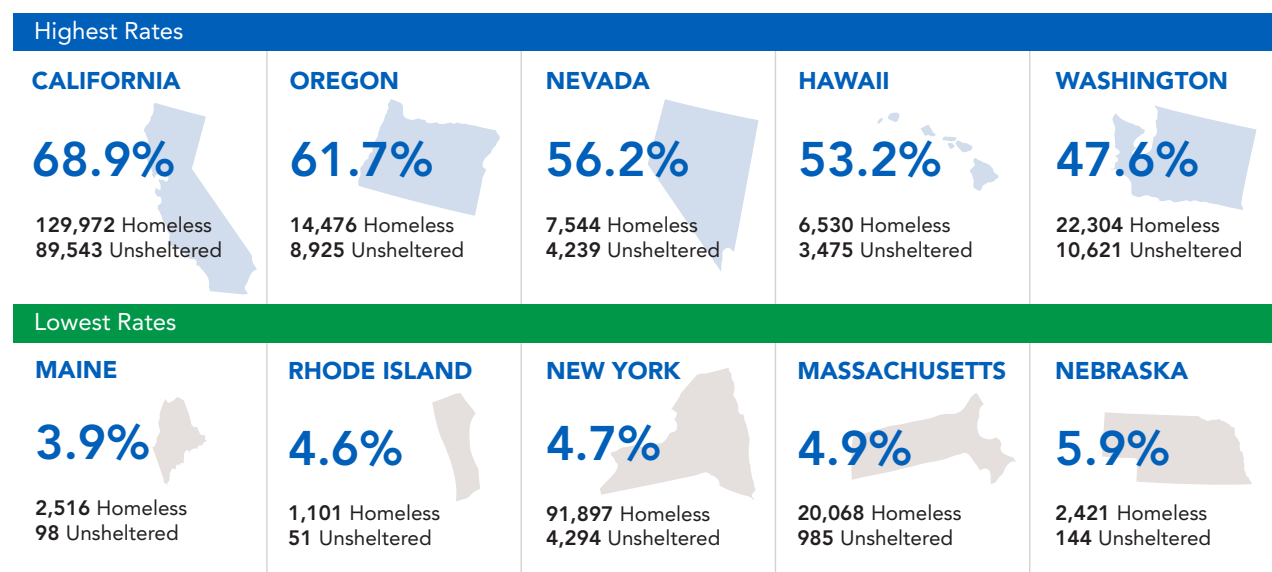 Highest Rates
CALIFORNIA
68.9%
129,972 Homeless
89,543 Unsheltered
OREGON
61.7%
14,476 Homeless
8,925 Unsheltered
NEVADA
56.2%
7,544 Homeless
4,239 Unsheltered
HAWAII
53.2%
6,530 Homeless
3,475 Unsheltered
WASHINGTON
47.6%
22,304 Homeless
10,621 Unsheltered
Lowest Rates
MAINE
3.9%
2,516 Homeless
98 Unsheltered
RHODE ISLAND
4.6%
1,101 Homeless
51 Unsheltered
NEW YORK
4.7%
91,897 Homeless
4,294 Unsheltered
MASSACHUSETTS
4.9%
20,068 Homeless
985 Unsheltered
NEBRASKA
5.9%
2,421 Homeless
144 Unsheltered